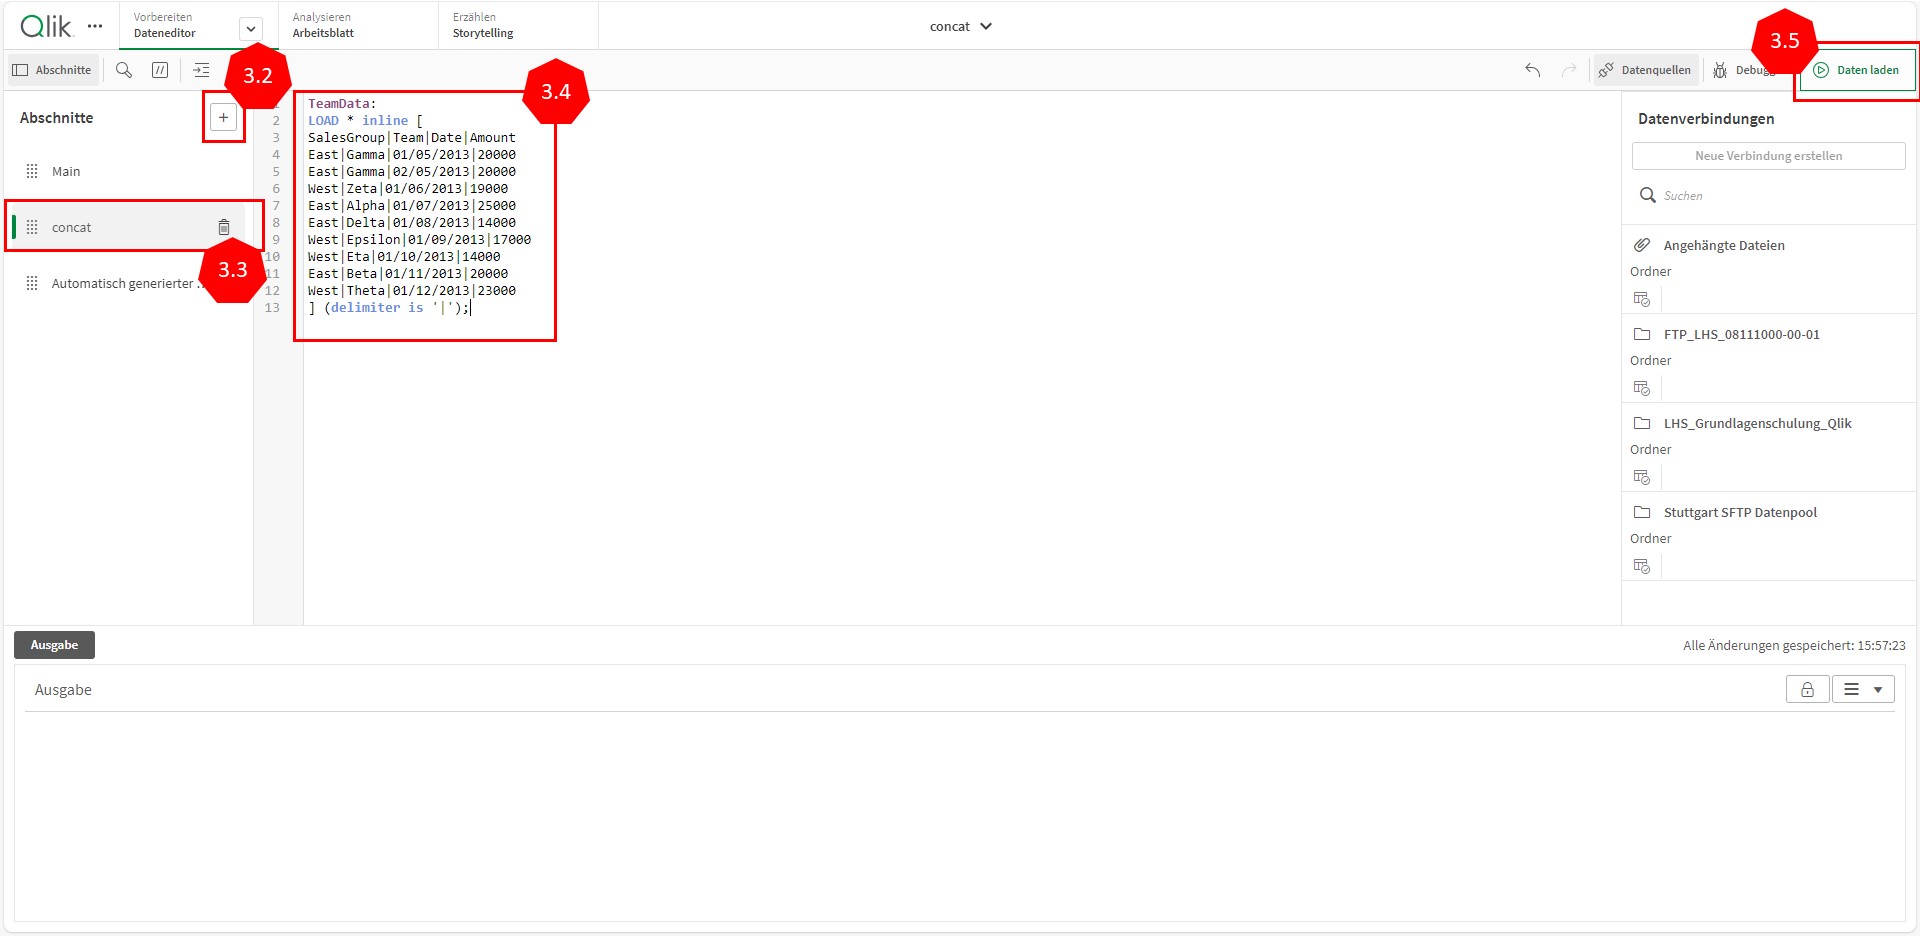 Qlik
Vorbereiten
Dateneditor
Analysieren
Arbeitsblatt
Erzählen
Storytelling
concat
Abschnitte
//
Datenquellen
Debugg
Daten laden
3.2
3.4
3.5
Abschnitte
+
Main
concat
3.3
Automatisch generierter ..
1 TeamData:
2 LOAD * inline [
3 SalesGroup|Team|Date|Amount
4 East|Gamma|01/05/2013|20000
5 East|Gamma|02/05/2013|20000
6 West|Zeta|01/06/2013|19000
7 East|Alpha|01/07/2013|25000
8 East|Delta|01/08/2013|14000
9 West|Epsilon|01/09/2013|17000
10 West|Eta|01/10/2013|14000
11 East|Beta|01/11/2013|20000
12 West|Theta|01/12/2013|23000
13 ] (delimiter is '|');
Datenverbindungen
Neue Verbindung erstellen
Suchen
Angehängte Dateien
Ordner
FTP_LHS_08111000-00-01
Ordner
LHS_Grundlagenschulung_Qlik
Ordner
Stuttgart SFTP Datenpool
Ordner
Ausgabe
Alle Änderungen gespeichert: 15:57:23
Ausgabe